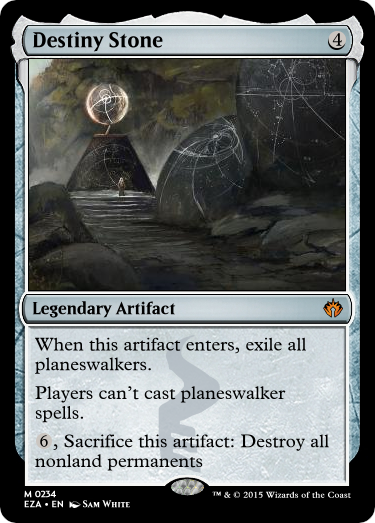 Destiny Stone 4
Legendary Artifact
When this artifact enters, exile all
planeswalkers.
Players can't cast planeswalker
spells.
6 , Sacrifice this artifact: Destroy all
nonland permanents
M 0234
EZA • EN Sam White
™ & © 2015 Wizards of the Coast